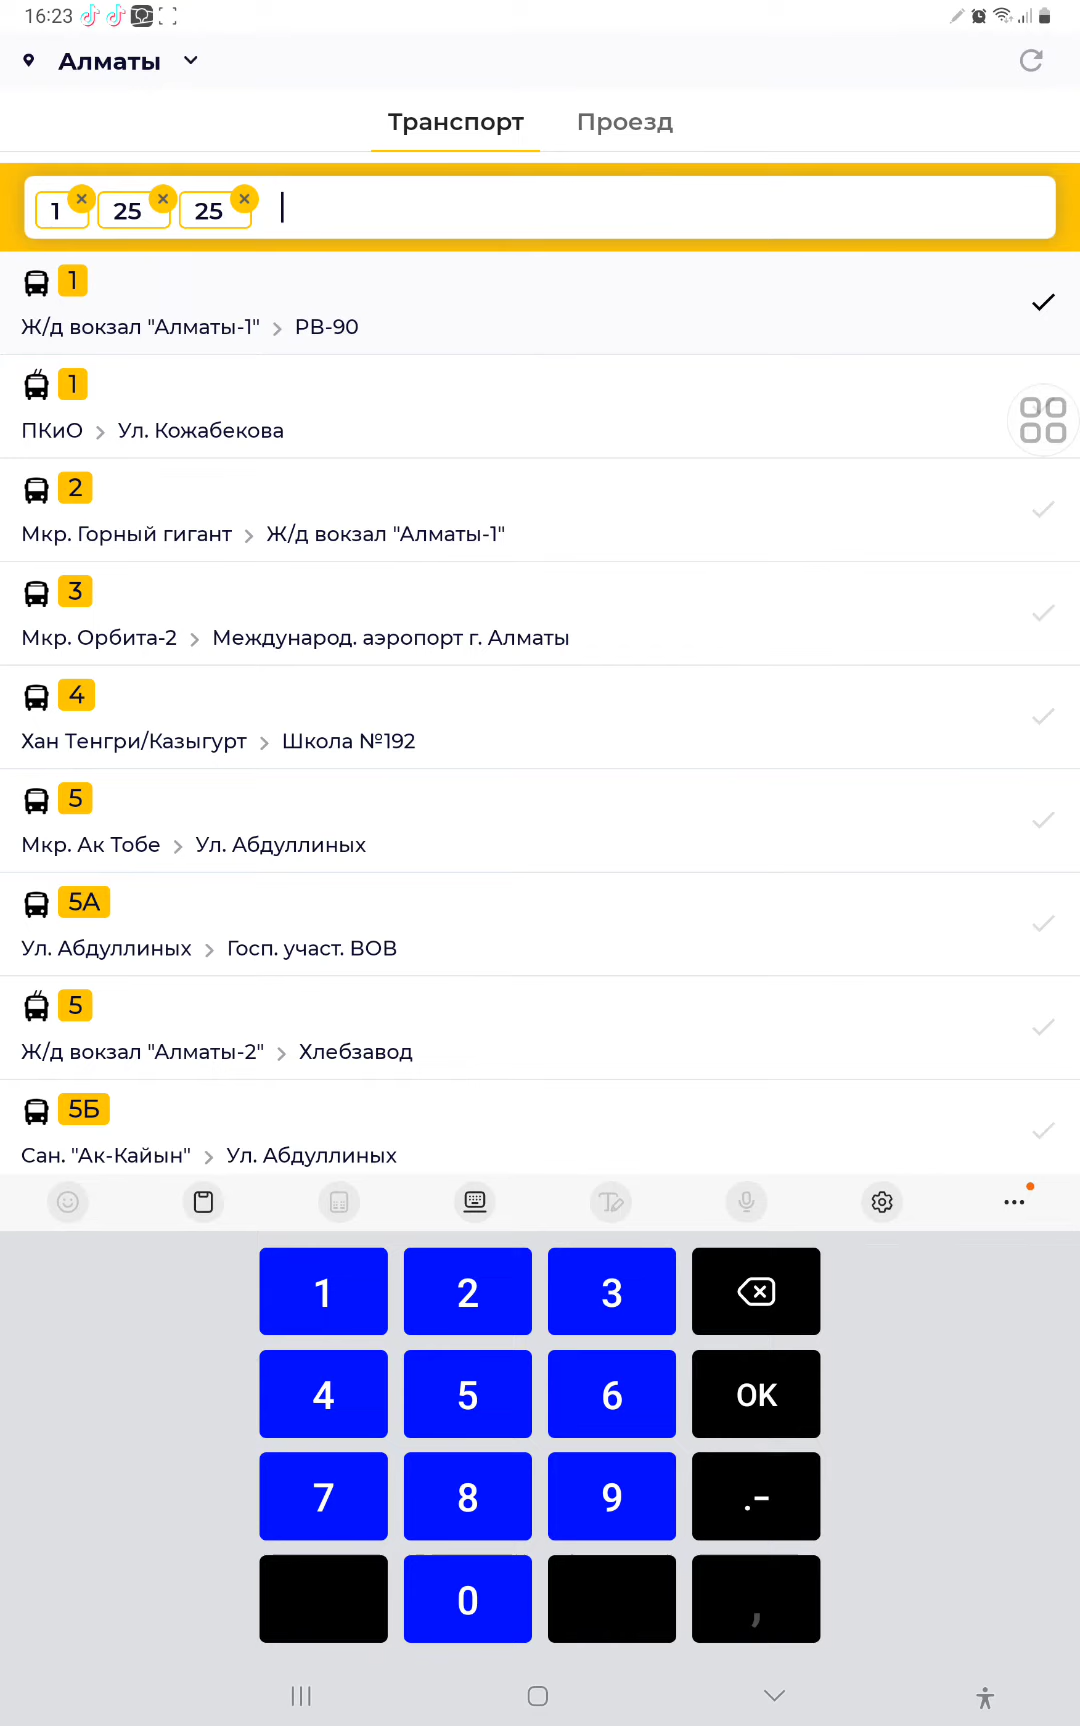 16:23
Алматы
Транспорт Проезд
1 25 25
1
Ж/д вокзал "Алматы-1" > РВ-90
1
ПКиО > Ул. Кожабекова
2
Мкр. Горный гигант > Ж/д вокзал "Алматы-1"
3
Мкр. Орбита-2 > Международ. аэропорт г. Алматы
4
Хан Тенгри/Казыгурт > Школа №192
5
Мкр. Ак Тобе > Ул. Абдуллиных
5А
Ул. Абдуллиных > Госп. участ. ВОВ
5
Ж/д вокзал "Алматы-2" > Хлебзавод
5Б
Сан. "Ак-Кайын" > Ул. Абдуллиных
1 2 3
4 5 6 OK
7 8 9 .-
0 ,